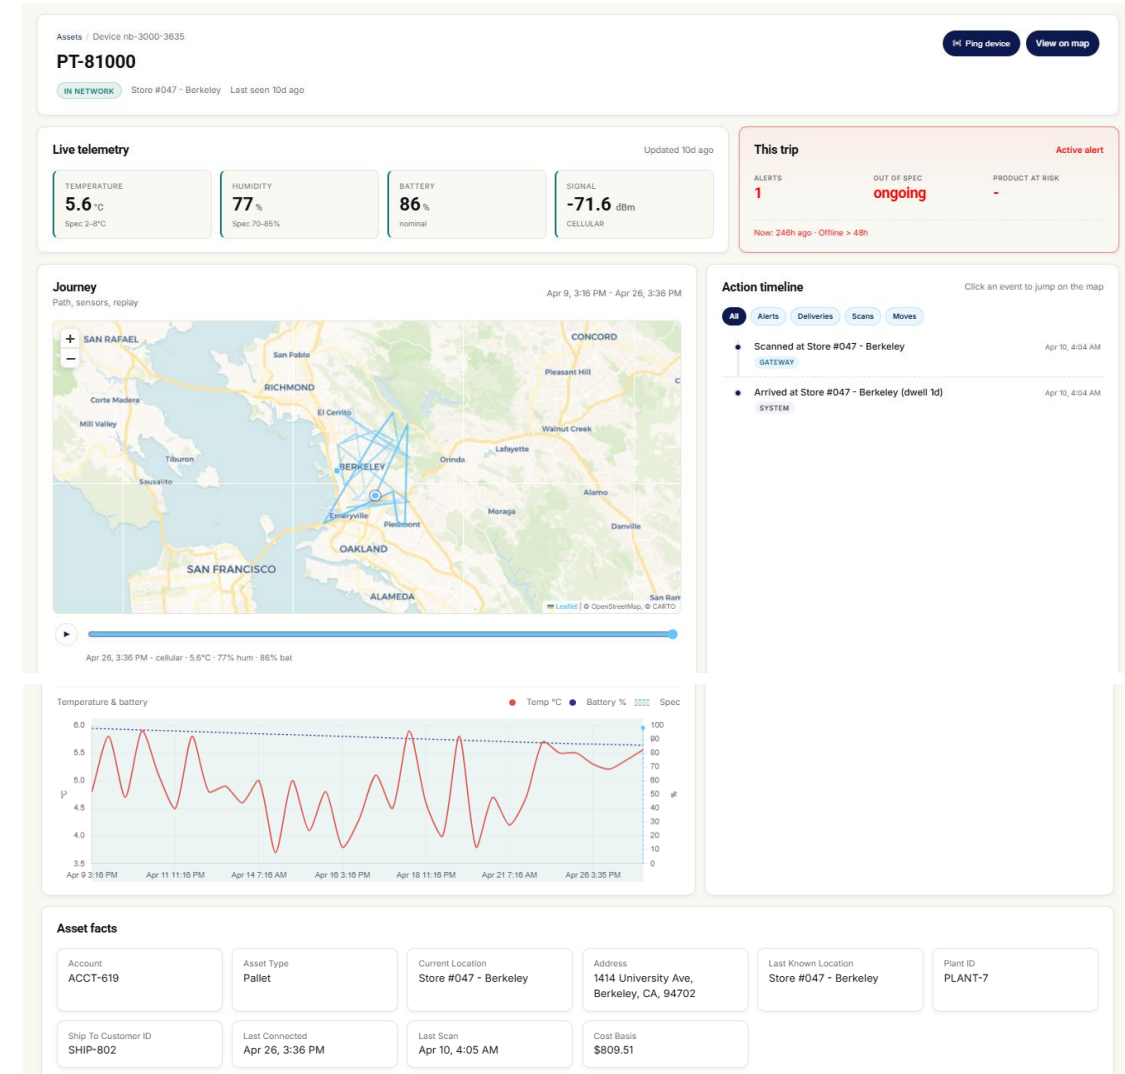 Assets / Device nb-3000-3635
PT-81000
IN NETWORK Store #047 - Berkeley Last seen 10d ago
Ping device
View on map
Live telemetry
Updated 10d ago
TEMPERATURE
5.6 °C
Spec 2-8°C
HUMIDITY
77 %
Spec 70-85%
BATTERY
86 %
nominal
SIGNAL
-71.6 dBm
CELLULAR
This trip
Active alert
ALERTS
1
OUT OF SPEC
ongoing
PRODUCT AT RISK
-
Now: 246h ago · Offline > 48h
Journey
Path, sensors, replay
Apr 9, 3:16 PM - Apr 26, 3:36 PM
+
−
SAN RAFAEL
CONCORD
San Pablo
Pleasant Hill
C
RICHMOND
Corte Madera
El Cerrito
Mill Valley
Walnut Creek
Lafayette
Tiburon
Orinda
BERKELEY
Sausalito
Alamo
Moraga
Emeryville
Piedmont
Danville
OAKLAND
SAN FRANCISCO
ALAMEDA
San Ram
Leaflet | © OpenStreetMap, © CARTO
Apr 26, 3:36 PM - cellular · 5.6°C · 77% hum · 86% bat
Action timeline
Click an event to jump on the map
All Alerts Deliveries Scans Moves
Scanned at Store #047 - Berkeley
Apr 10, 4:04 AM
GATEWAY
Arrived at Store #047 - Berkeley (dwell 1d)
Apr 10, 4:04 AM
SYSTEM
Temperature & battery
Temp °C Battery % Spec
6.0
5.5
5.0
4.5
4.0
3.5
°C
100
90
80
70
60
50
40
30
20
10
0
%
Apr 9 3:16 PM Apr 11 11:16 PM Apr 14 7:16 AM Apr 16 3:16 PM Apr 18 11:16 PM Apr 21 7:16 AM Apr 26 3:35 PM
Asset facts
Account
ACCT-619
Asset Type
Pallet
Current Location
Store #047 - Berkeley
Address
1414 University Ave,
Berkeley, CA, 94702
Last Known Location
Store #047 - Berkeley
Plant ID
PLANT-7
Ship To Customer ID
SHIP-802
Last Connected
Apr 26, 3:36 PM
Last Scan
Apr 10, 4:05 AM
Cost Basis
$809.51